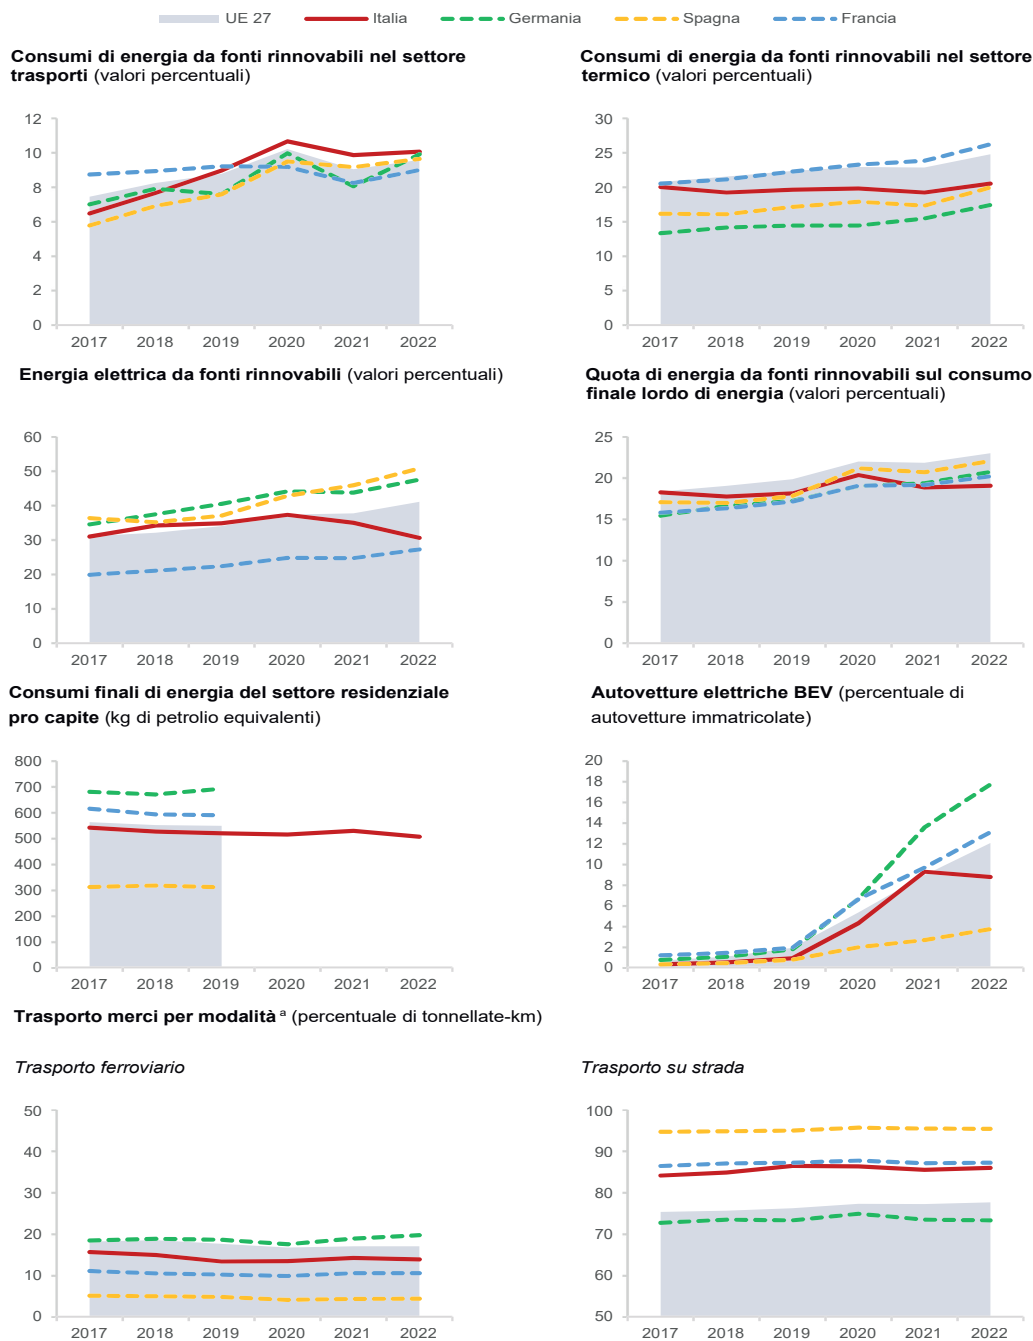 UE 27 Italia Germania Spagna Francia
Consumi di energia da fonti rinnovabili nel settore
trasporti (valori percentuali)
12
10
8
6
4
2
0
2017 2018 2019 2020 2021 2022
Consumi di energia da fonti rinnovabili nel settore
termico (valori percentuali)
30
25
20
15
10
5
0
2017 2018 2019 2020 2021 2022
Energia elettrica da fonti rinnovabili (valori percentuali)
60
50
40
30
20
10
0
2017 2018 2019 2020 2021 2022
Quota di energia da fonti rinnovabili sul consumo
finale lordo di energia (valori percentuali)
25
20
15
10
5
0
2017 2018 2019 2020 2021 2022
Consumi finali di energia del settore residenziale
pro capite (kg di petrolio equivalenti)
800
700
600
500
400
300
200
100
0
2017 2018 2019 2020 2021 2022
Autovetture elettriche BEV (percentuale di
autovetture immatricolate)
20
18
16
14
12
10
8
6
4
2
0
2017 2018 2019 2020 2021 2022
Trasporto merci per modalità ª (percentuale di tonnellate-km)
Trasporto ferroviario
50
40
30
20
10
0
2017 2018 2019 2020 2021 2022
Trasporto su strada
100
90
80
70
60
50
2017 2018 2019 2020 2021 2022